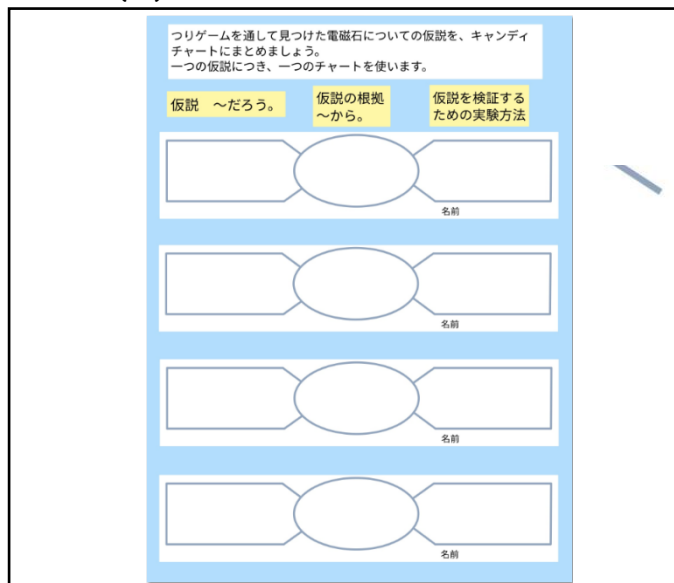 つりゲームを通して見つけた電磁石についての仮説を、キャンディ
チャートにまとめましょう。
一つの仮説につき、一つのチャートを使います。
仮説　～だろう。
仮説の根拠
～から。
仮説を検証する
ための実験方法
名前
名前
名前
名前